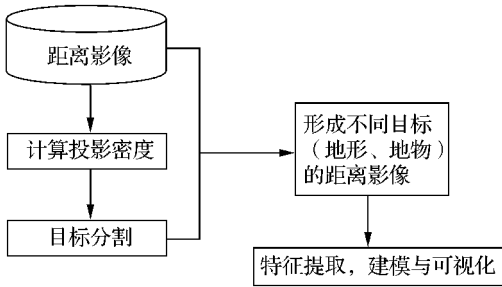 距离影像
计算投影密度
目标分割
形成不同目标
（地形、地物）
的距离影像
特征提取，建模与可视化